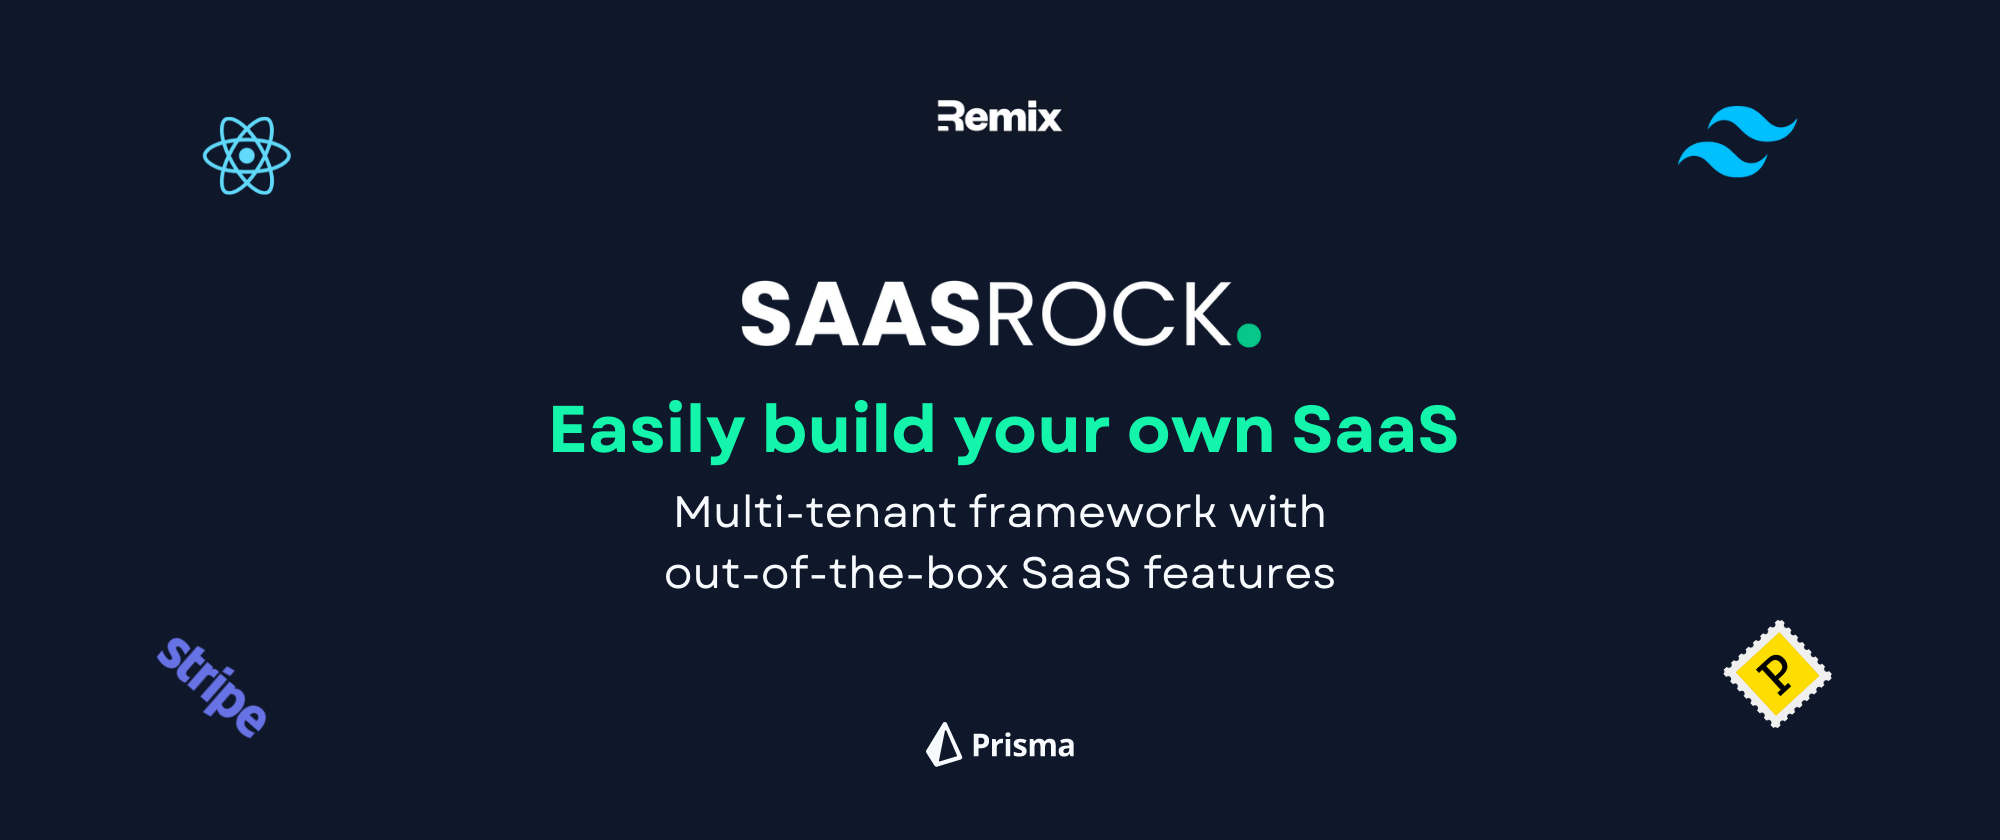 Remix
SAASROCK.
Easily build your own SaaS
Multi-tenant framework with
out-of-the-box SaaS features
stripe
P
Prisma